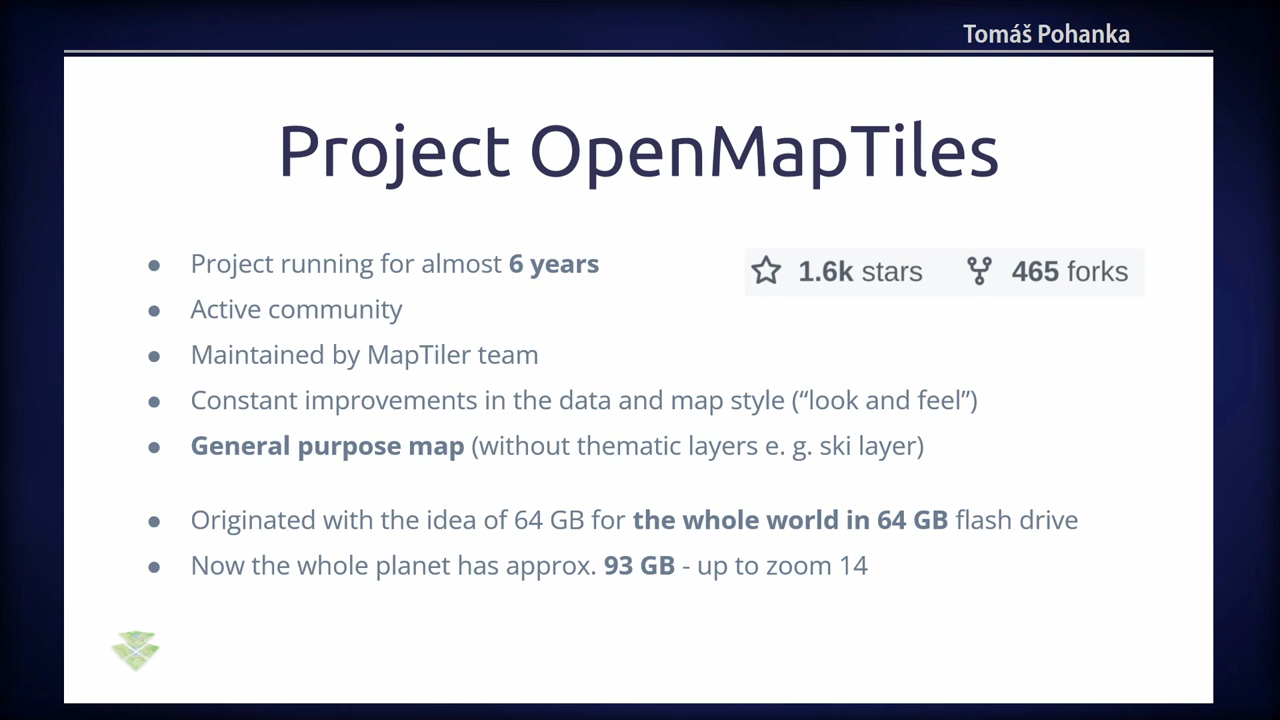 Tomáš Pohanka
Project OpenMapTiles
● Project running for almost 6 years
1.6k stars 465 forks
● Active community
● Maintained by MapTiler team
● Constant improvements in the data and map style (“look and feel”)
● General purpose map (without thematic layers e. g. ski layer)
● Originated with the idea of 64 GB for the whole world in 64 GB flash drive
● Now the whole planet has approx. 93 GB - up to zoom 14